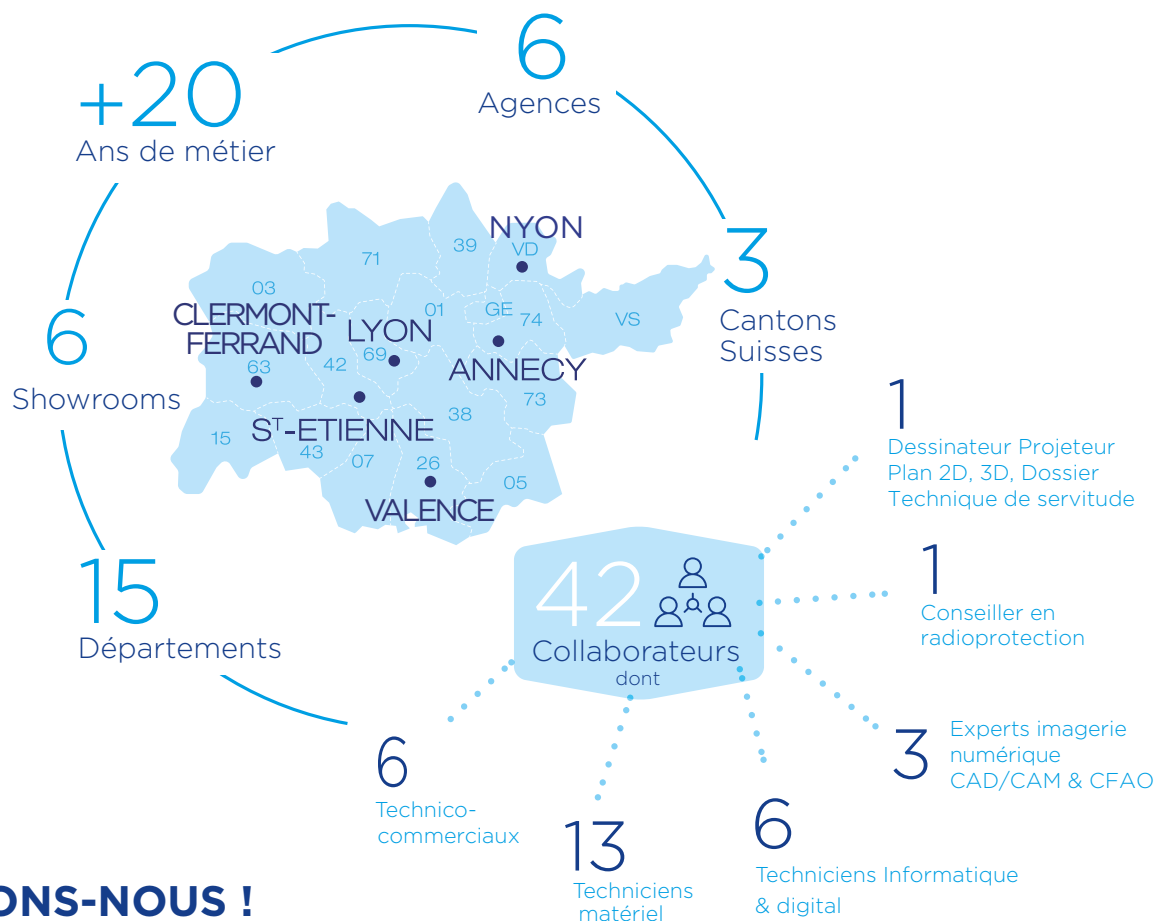 6
Agences
+20
Ans de métier
3
Cantons
Suisses
6
Showrooms
15
Départements
NYON
VD
39
71
03
CLERMONT-
FERRAND
63
LYON
69
01
GE
74
VS
ANNECY
42
73
38
S^T-ETIENNE
15
43
07
26
05
VALENCE
42
Collaborateurs
dont
1
Dessinateur Projeteur
Plan 2D, 3D, Dossier
Technique de servitude
1
Conseiller en
radioprotection
3
Experts imagerie
numérique
CAD/CAM & CFAO
6
Techniciens Informatique
& digital
13
Techniciens
matériel
6
Technico-
commerciaux
ONS-NOUS !